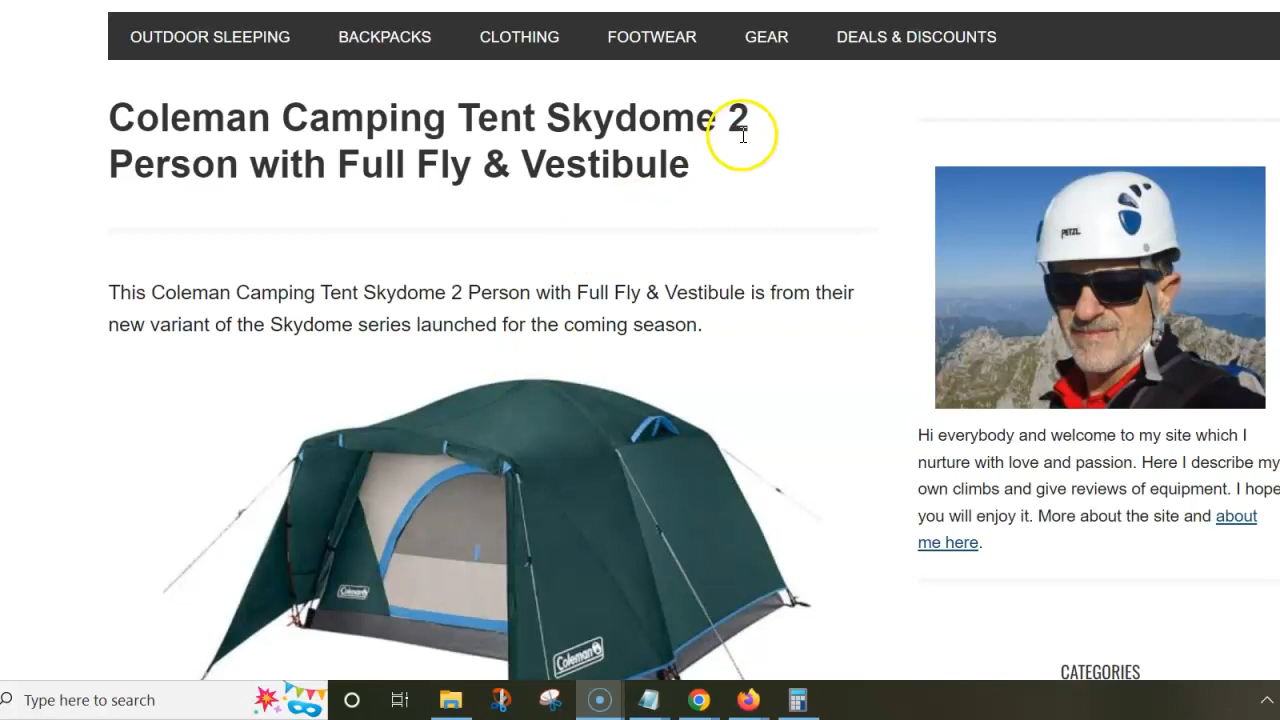 OUTDOOR SLEEPING BACKPACKS CLOTHING FOOTWEAR GEAR DEALS & DISCOUNTS
Coleman Camping Tent Skydome 2
Person with Full Fly & Vestibule
This Coleman Camping Tent Skydome 2 Person with Full Fly & Vestibule is from their
new variant of the Skydome series launched for the coming season.
Coleman
Coleman
PETZL
Hi everybody and welcome to my site which I
nurture with love and passion. Here I describe my
own climbs and give reviews of equipment. I hope
you will enjoy it. More about the site and about
me here.
CATEGORIES
Type here to search